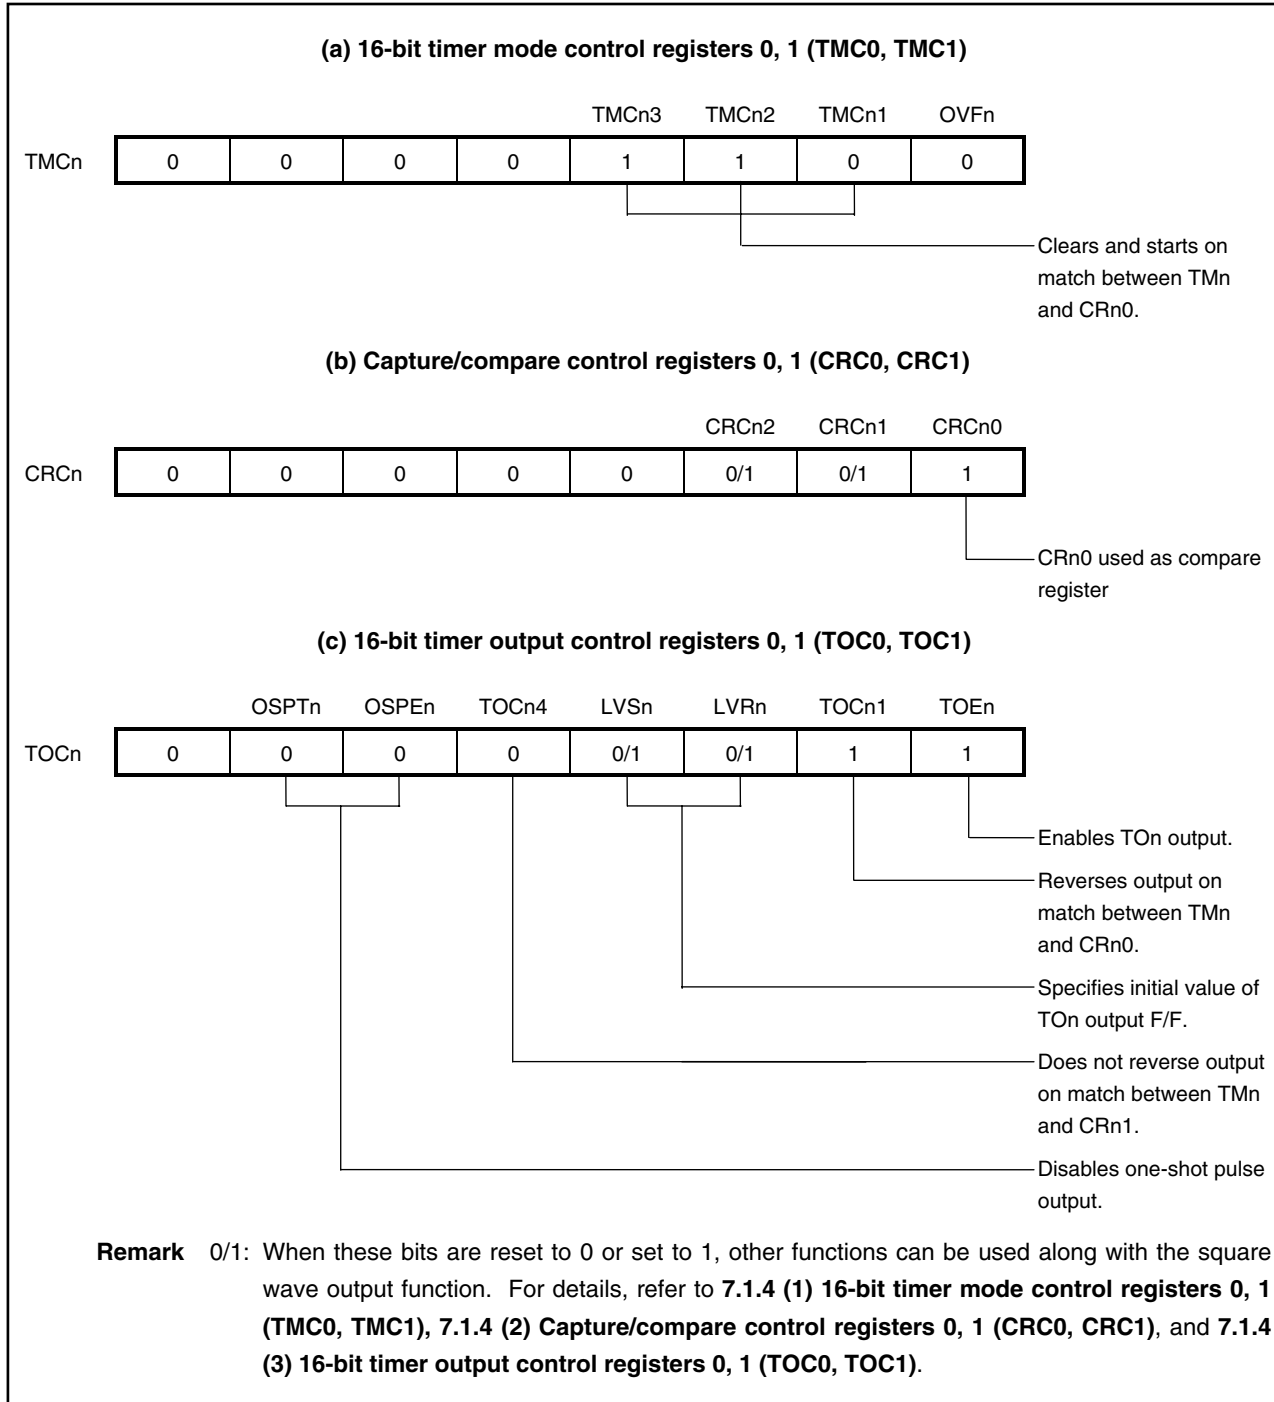 (a) 16-bit timer mode control registers 0, 1 (TMC0, TMC1)
TMCn3 TMCn2 TMCn1 OVFn
TMCn 0 0 0 0 1 1 0 0
Clears and starts on
match between TMn
and CRn0.
(b) Capture/compare control registers 0, 1 (CRC0, CRC1)
CRCn2 CRCn1 CRCn0
CRCn 0 0 0 0 0 0/1 0/1 1
CRn0 used as compare
register
(c) 16-bit timer output control registers 0, 1 (TOC0, TOC1)
OSPTn OSPEn TOCn4 LVSn LVRn TOCn1 TOEn
TOCn 0 0 0 0 0/1 0/1 1 1
Enables TOn output.
Reverses output on
match between TMn
and CRn0.
Specifies initial value of
TOn output F/F.
Does not reverse output
on match between TMn
and CRn1.
Disables one-shot pulse
output.
Remark 0/1: When these bits are reset to 0 or set to 1, other functions can be used along with the square
wave output function. For details, refer to 7.1.4 (1) 16-bit timer mode control registers 0, 1
(TMC0, TMC1), 7.1.4 (2) Capture/compare control registers 0, 1 (CRC0, CRC1), and 7.1.4
(3) 16-bit timer output control registers 0, 1 (TOC0, TOC1).